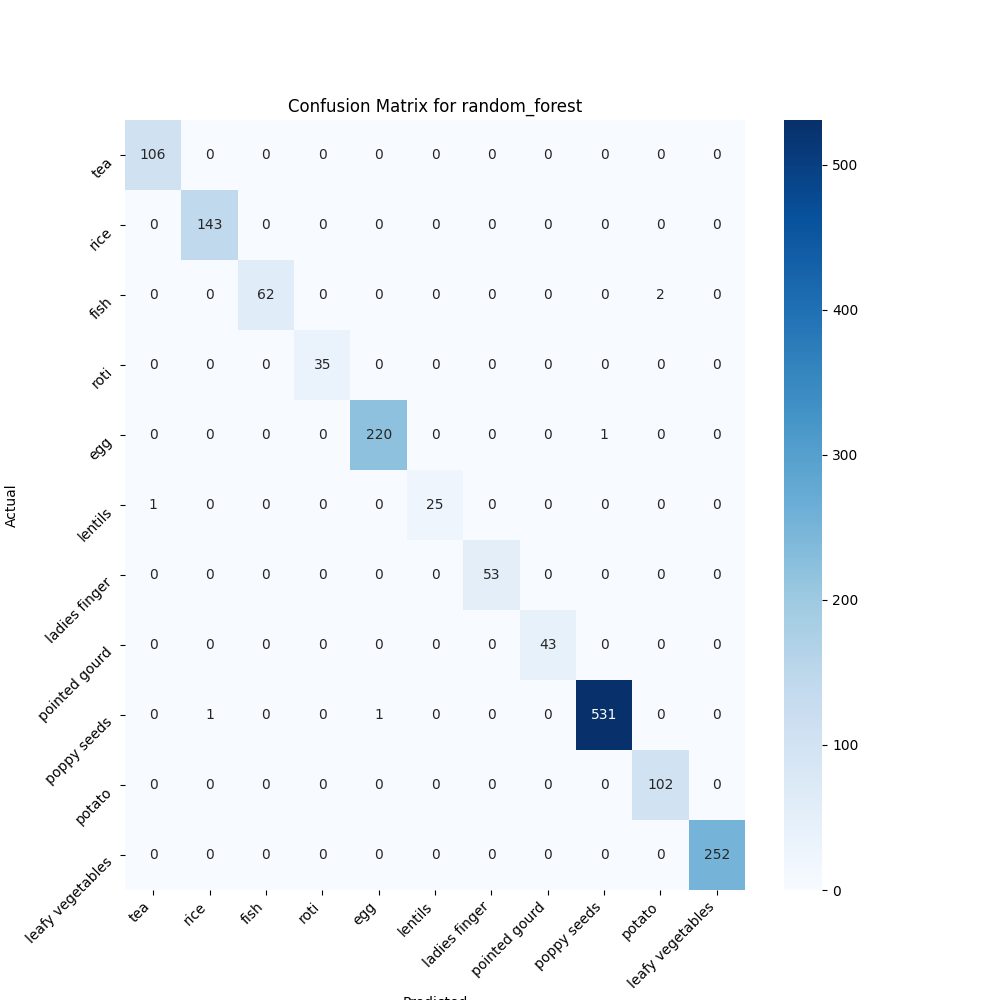 Confusion Matrix for random_forest
tea 106 0 0 0 0 0 0 0 0 0 0
rice 0 143 0 0 0 0 0 0 0 0 0
fish 0 0 62 0 0 0 0 0 0 2 0
roti 0 0 0 35 0 0 0 0 0 0 0
egg 0 0 0 0 220 0 0 0 1 0 0
lentils 1 0 0 0 0 25 0 0 0 0 0
ladies finger 0 0 0 0 0 0 53 0 0 0 0
pointed gourd 0 0 0 0 0 0 0 43 0 0 0
poppy seeds 0 1 0 0 1 0 0 0 531 0 0
potato 0 0 0 0 0 0 0 0 0 102 0
leafy vegetables 0 0 0 0 0 0 0 0 0 0 252
tea rice fish roti egg lentils ladies finger pointed gourd poppy seeds potato leafy vegetables
Actual
Predicted
500
400
300
200
100
0